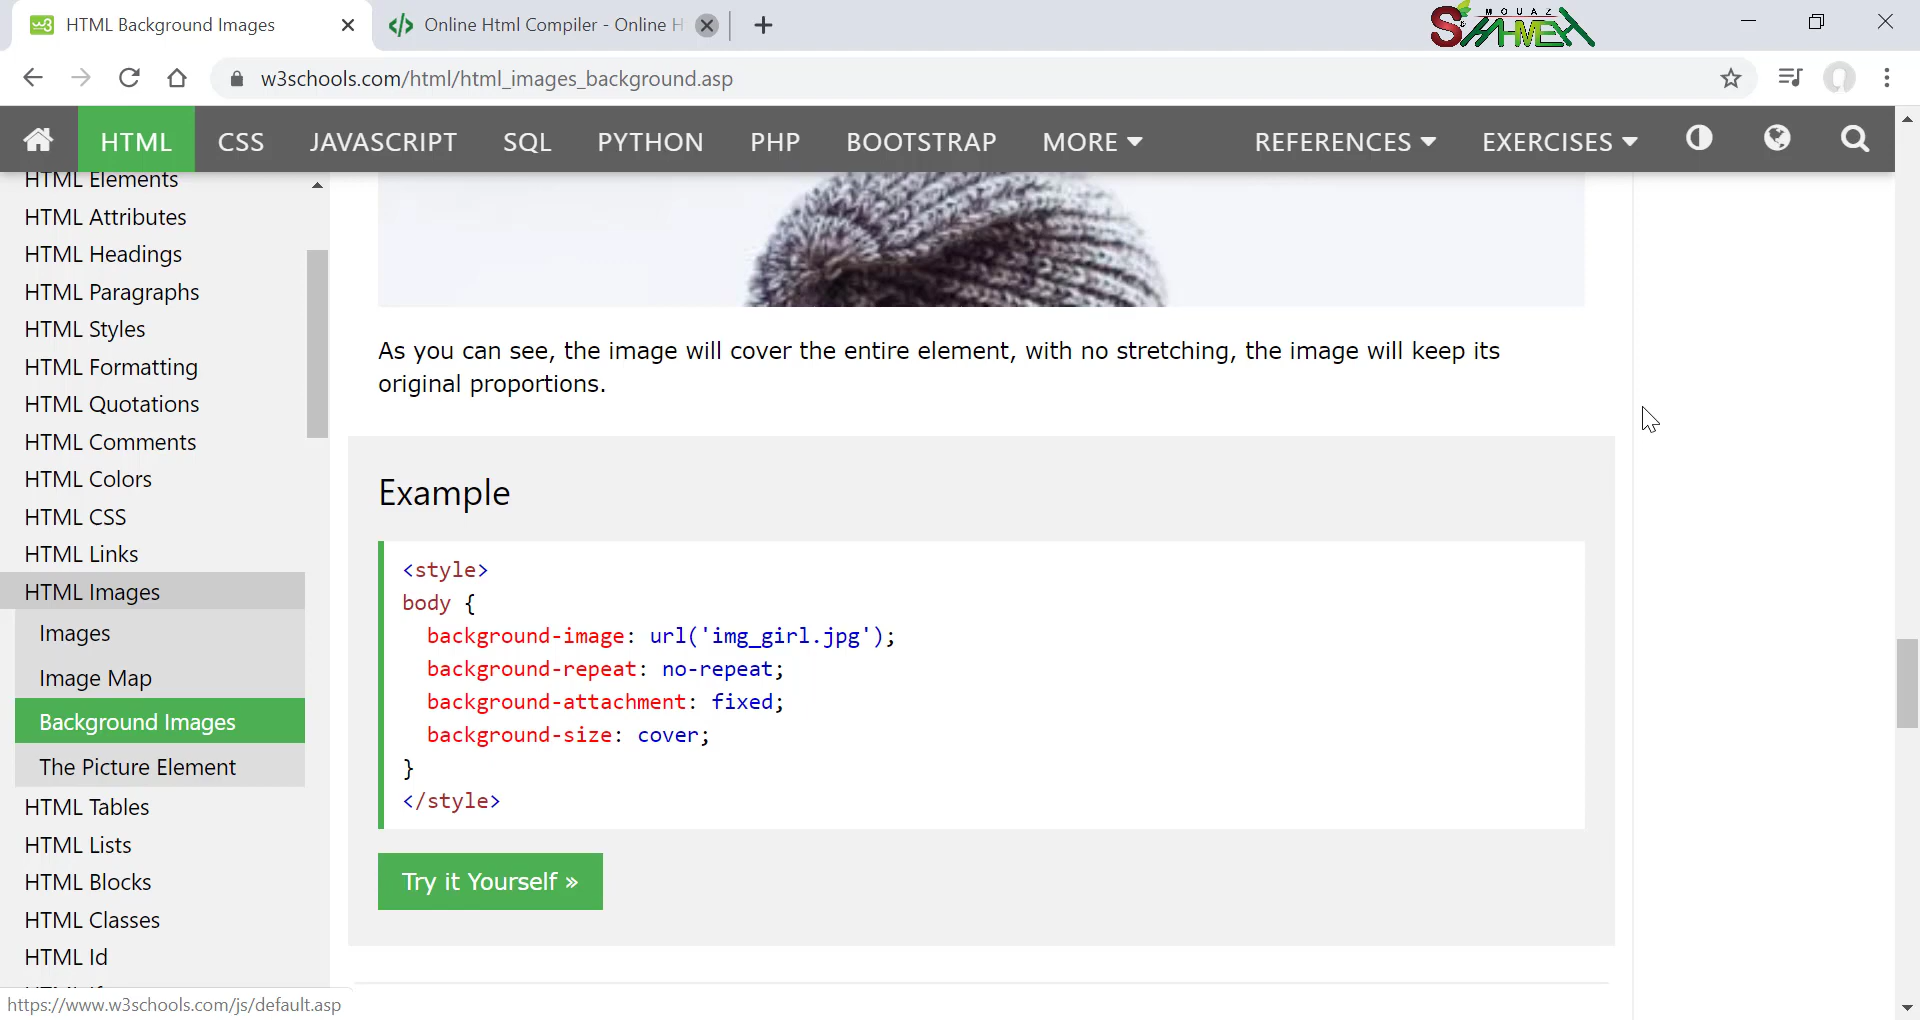 HTML Background Images
Online Html Compiler - Online H
MOUAZ
w3schools.com/html/html_images_background.asp
HTML CSS JAVASCRIPT SQL PYTHON PHP BOOTSTRAP MORE REFERENCES EXERCISES
HTML Elements
HTML Attributes
HTML Headings
HTML Paragraphs
HTML Styles
HTML Formatting
HTML Quotations
HTML Comments
HTML Colors
HTML CSS
HTML Links
HTML Images
Images
Image Map
Background Images
The Picture Element
HTML Tables
HTML Lists
HTML Blocks
HTML Classes
HTML Id
As you can see, the image will cover the entire element, with no stretching, the image will keep its
original proportions.
Example
<style>
body {
background-image: url('img_girl.jpg');
background-repeat: no-repeat;
background-attachment: fixed;
background-size: cover;
}
</style>
Try it Yourself »
https://www.w3schools.com/js/default.asp